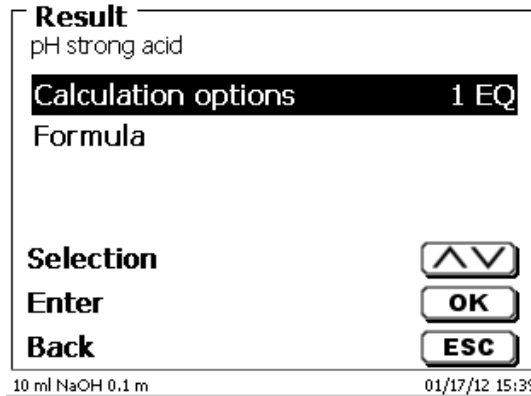 Result
pH strong acid
Calculation options 1 EQ
Formula
Selection
Enter OK
Back ESC
10 ml NaOH 0.1 m 01/17/12 15:39